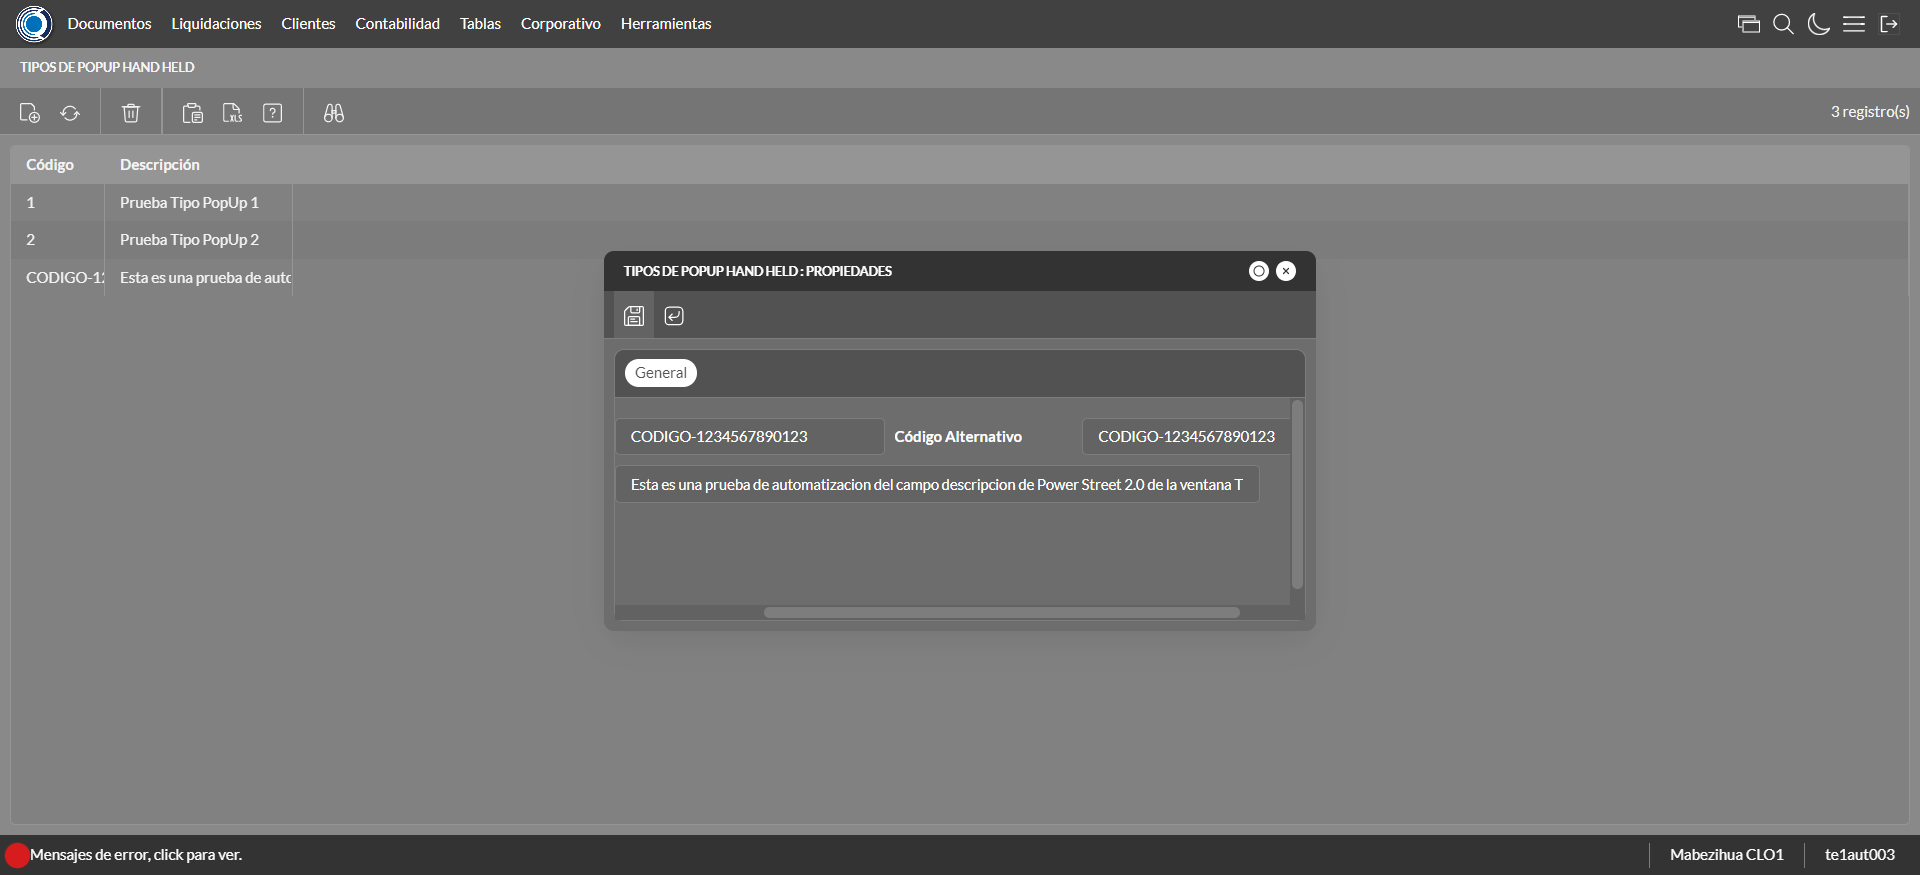 Documentos Liquidaciones Clientes Contabilidad Tablas Corporativo Herramientas
TIPOS DE POPUP HAND HELD
XLS ? 3 registro(s)
Código Descripción
1 Prueba Tipo PopUp 1
2 Prueba Tipo PopUp 2
CODIGO-12 Esta es una prueba de auto
TIPOS DE POPUP HAND HELD : PROPIEDADES
General
CODIGO-1234567890123 Código Alternativo CODIGO-1234567890123
Esta es una prueba de automatizacion del campo descripcion de Power Street 2.0 de la ventana T
Mensajes de error, click para ver. Mabezihua CLO1 te1aut003